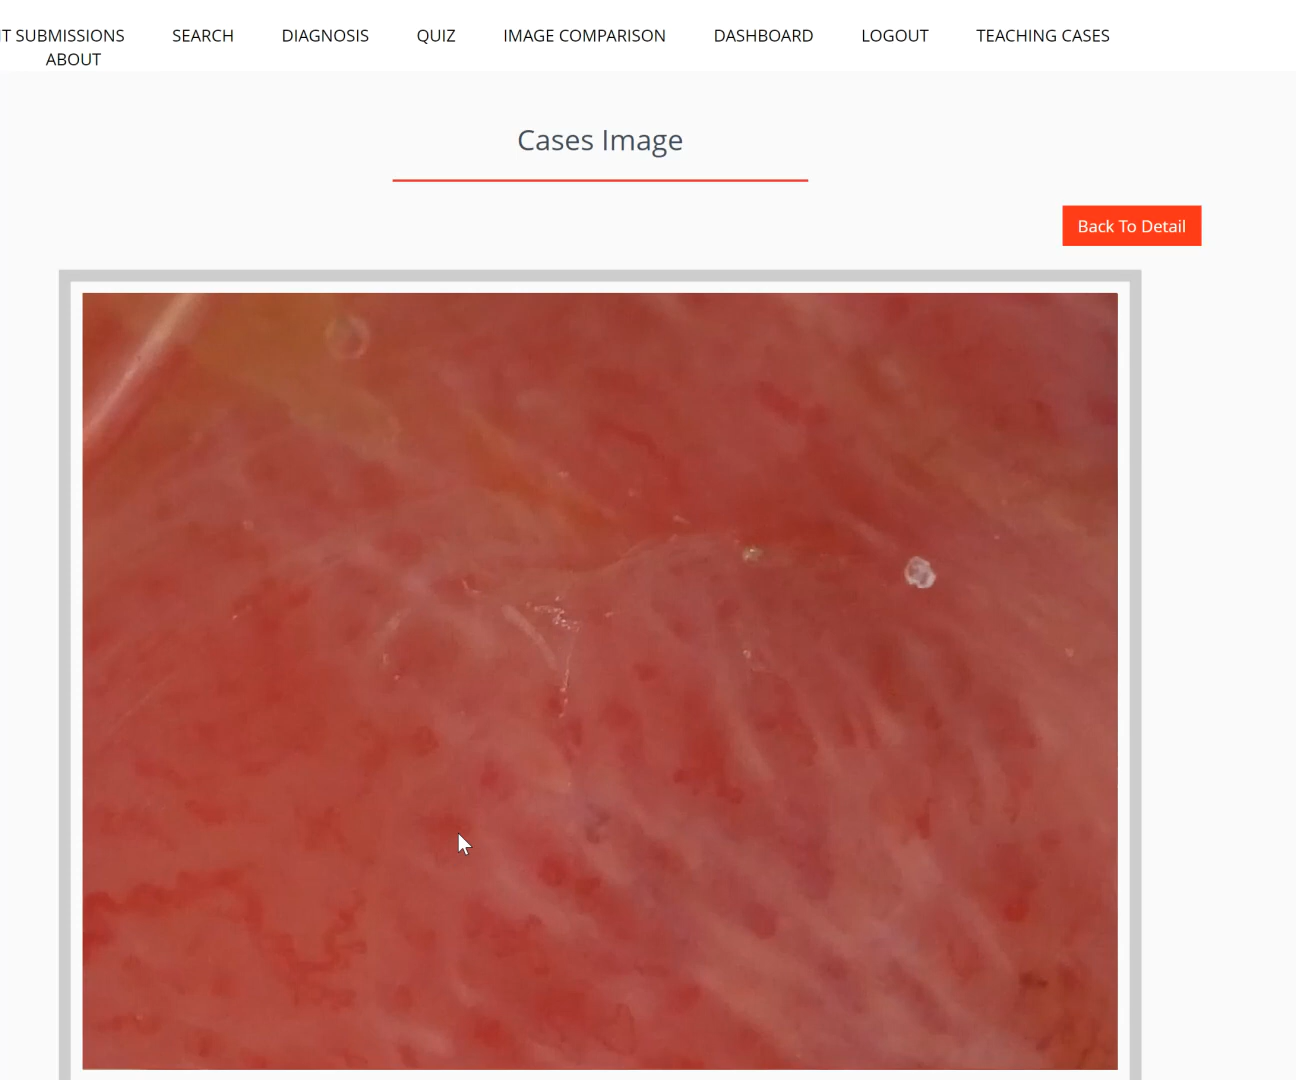 T SUBMISSIONS SEARCH DIAGNOSIS QUIZ IMAGE COMPARISON DASHBOARD LOGOUT TEACHING CASES
ABOUT
Cases Image
Back To Detail